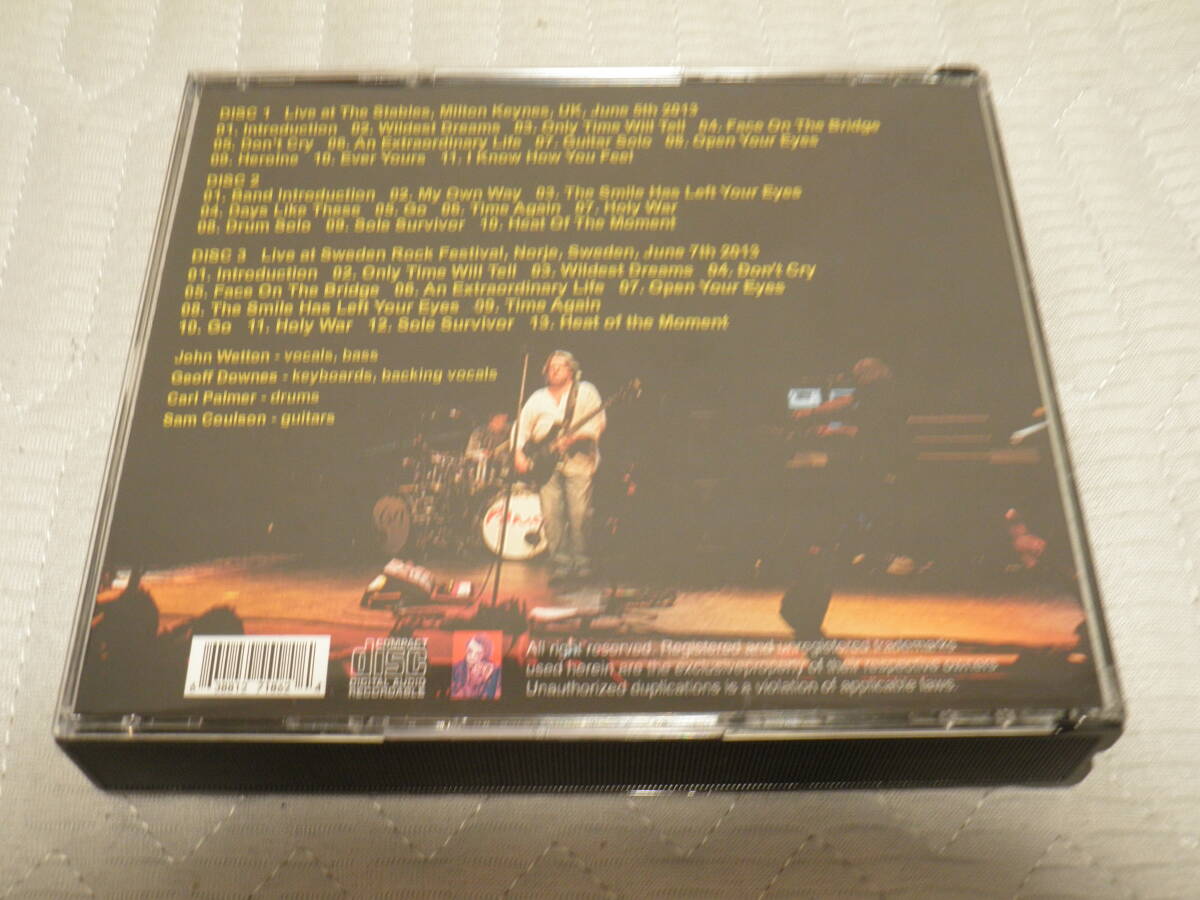 DISC 1 Live at The Stables, Milton Keynes, UK, June 5th 2013
01. Introduction 02. Wildest Dreams 03. Only Time Will Tell 04. Face On The Bridge
05. Don't Cry 06. An Extraordinary Life 07. Guitar Solo 08. Open Your Eyes
09. Heroine 10. Ever Yours 11. I Know How You Feel
DISC 2
01. Band Introduction 02. My Own Way 03. The Smile Has Left Your Eyes
04. Days Like These 05. Go 06. Time Again 07. Holy War
08. Drum Solo 09. Sole Survivor 10. Heat Of The Moment
DISC 3 Live at Sweden Rock Festival, Norje, Sweden, June 7th 2013
01. Introduction 02. Only Time Will Tell 03. Wildest Dreams 04. Don't Cry
05. Face On The Bridge 06. An Extraordinary Life 07. Open Your Eyes
08. The Smile Has Left Your Eyes 09. Time Again
10. Go 11. Holy War 12. Sole Survivor 13. Heat of the Moment
John Wetton - vocals, bass
Geoff Downes - keyboards, backing vocals
Carl Palmer - drums
Sam Coulson - guitars
COMPACT
disc
DIGITAL AUDIO
RECORDABLE
All right reserved. Registered and unregistered trademarks
used herein are the exclusiveproperty of their respective owners
Unauthorized duplications is a violation of applicable laws.